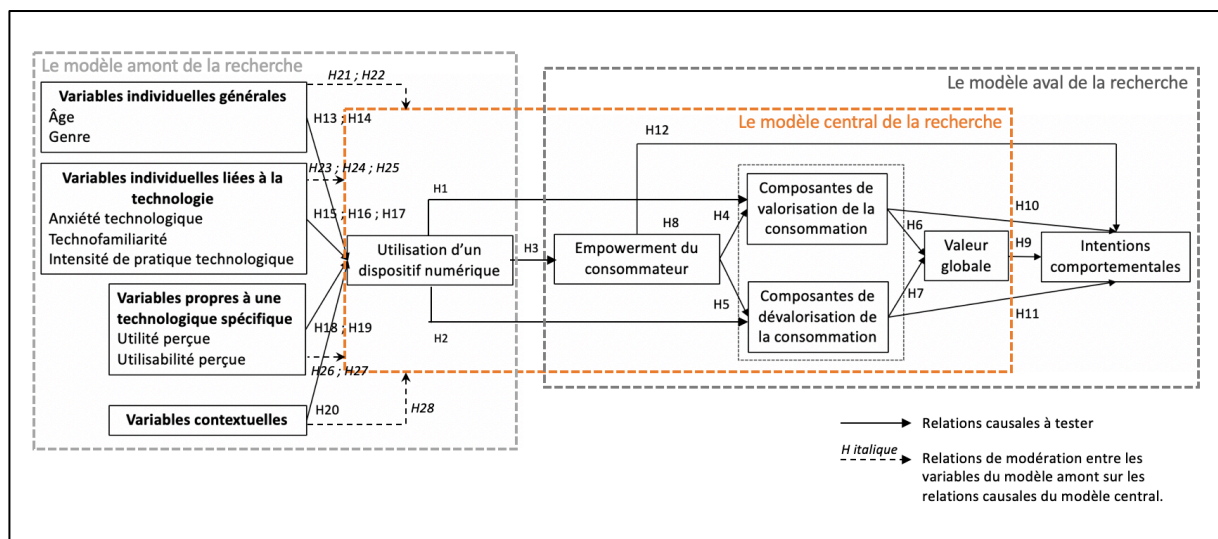 Le modèle amont de la recherche
H21 ; H22
Variables individuelles générales
Âge
Genre
H13 ; H14
Variables individuelles liées à la
technologie
Anxiété technologique
Technofamiliarité
Intensité de pratique technologique
H23 ; H24 ; H25
H15 ; H16 ; H17
Variables propres à une
technologique spécifique
Utilité perçue
Utilisabilité perçue
H18 ; H19
H26 ; H27
Variables contextuelles
H20
H28
Le modèle aval de la recherche
Le modèle central de la recherche
H12
H1
Utilisation d’un
dispositif numérique
H2
H3
H8
Empowerment du
consommateur
H4
H5
Composantes de
valorisation de la
consommation
Composantes de
dévalorisation de
la consommation
H6
H7
Valeur
globale
H10
H9
H11
Intentions
comportementales
Relations causales à tester
H italique
Relations de modération entre les
variables du modèle amont sur les
relations causales du modèle central.